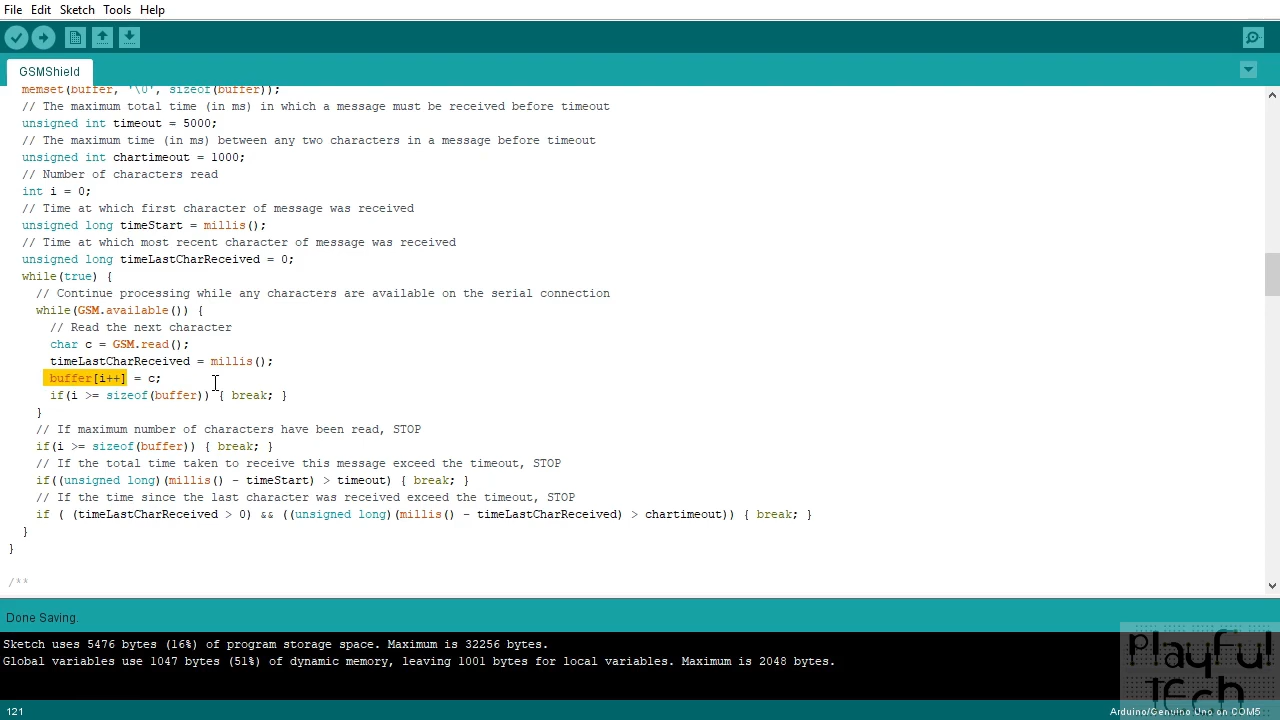 File Edit Sketch Tools Help
GSMShield
memset(buffer, '\0', sizeof(buffer));
// The maximum total time (in ms) in which a message must be received before timeout
unsigned int timeout = 5000;
// The maximum time (in ms) between any two characters in a message before timeout
unsigned int chartimeout = 1000;
// Number of characters read
int i = 0;
// Time at which first character of message was received
unsigned long timeStart = millis();
// Time at which most recent character of message was received
unsigned long timeLastCharReceived = 0;
while(true) {
// Continue processing while any characters are available on the serial connection
while(GSM.available()) {
// Read the next character
char c = GSM.read();
timeLastCharReceived = millis();
buffer[i++] = c;
if(i >= sizeof(buffer)) { break; }
}
// If maximum number of characters have been read, STOP
if(i >= sizeof(buffer)) { break; }
// If the total time taken to receive this message exceed the timeout, STOP
if((unsigned long)(millis() - timeStart) > timeout) { break; }
// If the time since the last character was received exceed the timeout, STOP
if ( (timeLastCharReceived > 0) && ((unsigned long)(millis() - timeLastCharReceived) > chartimeout)) { break; }
}
}
/**
Done Saving.
Sketch uses 5476 bytes (16%) of program storage space. Maximum is 32256 bytes.
Global variables use 1047 bytes (51%) of dynamic memory, leaving 1001 bytes for local variables. Maximum is 2048 bytes.
Playful
Tech
121
Arduino/Genuino Uno on COM5